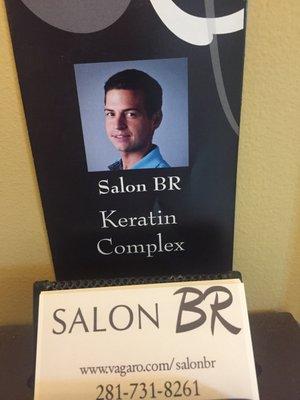 Salon BR
Keratin
Complex
SALON BR
www.vagaro.com/salonbr
281-731-8261